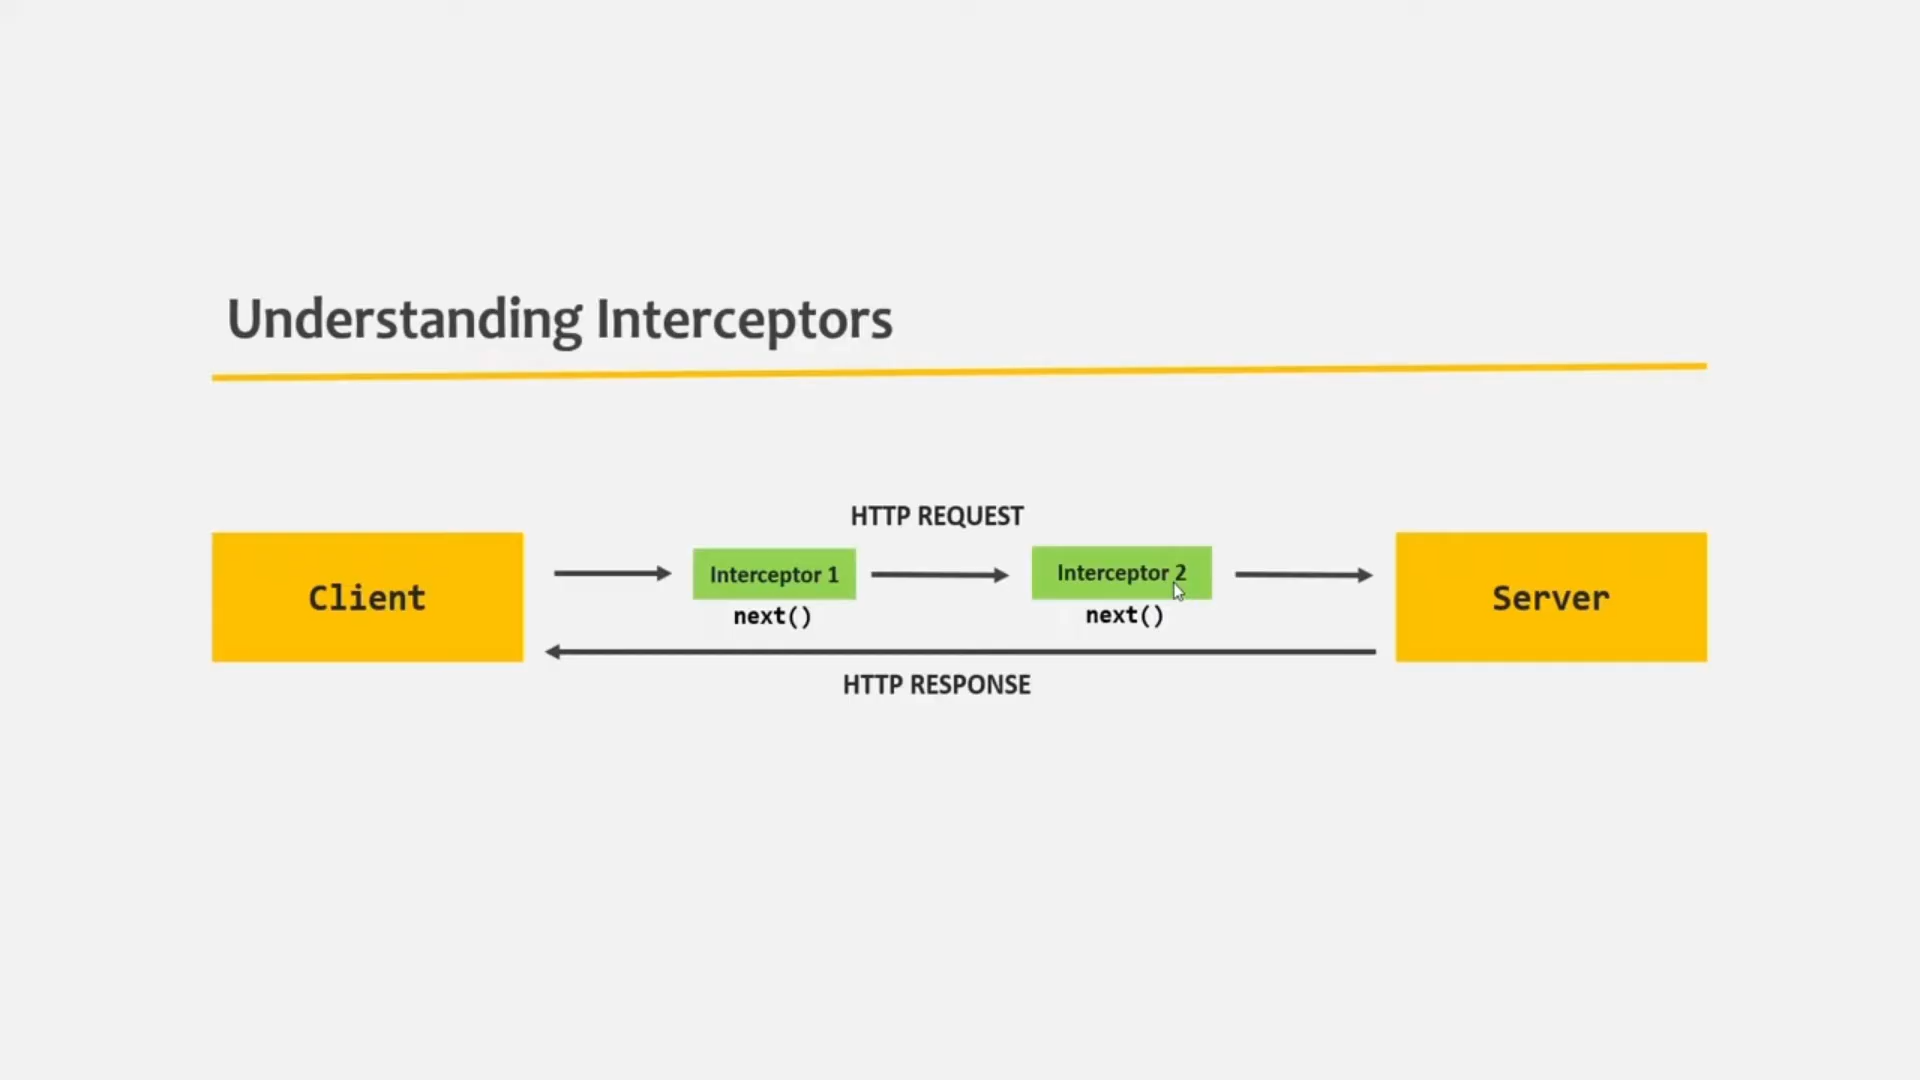 Understanding Interceptors
HTTP REQUEST
Client
Interceptor 1
next()
Interceptor 2
next()
Server
HTTP RESPONSE